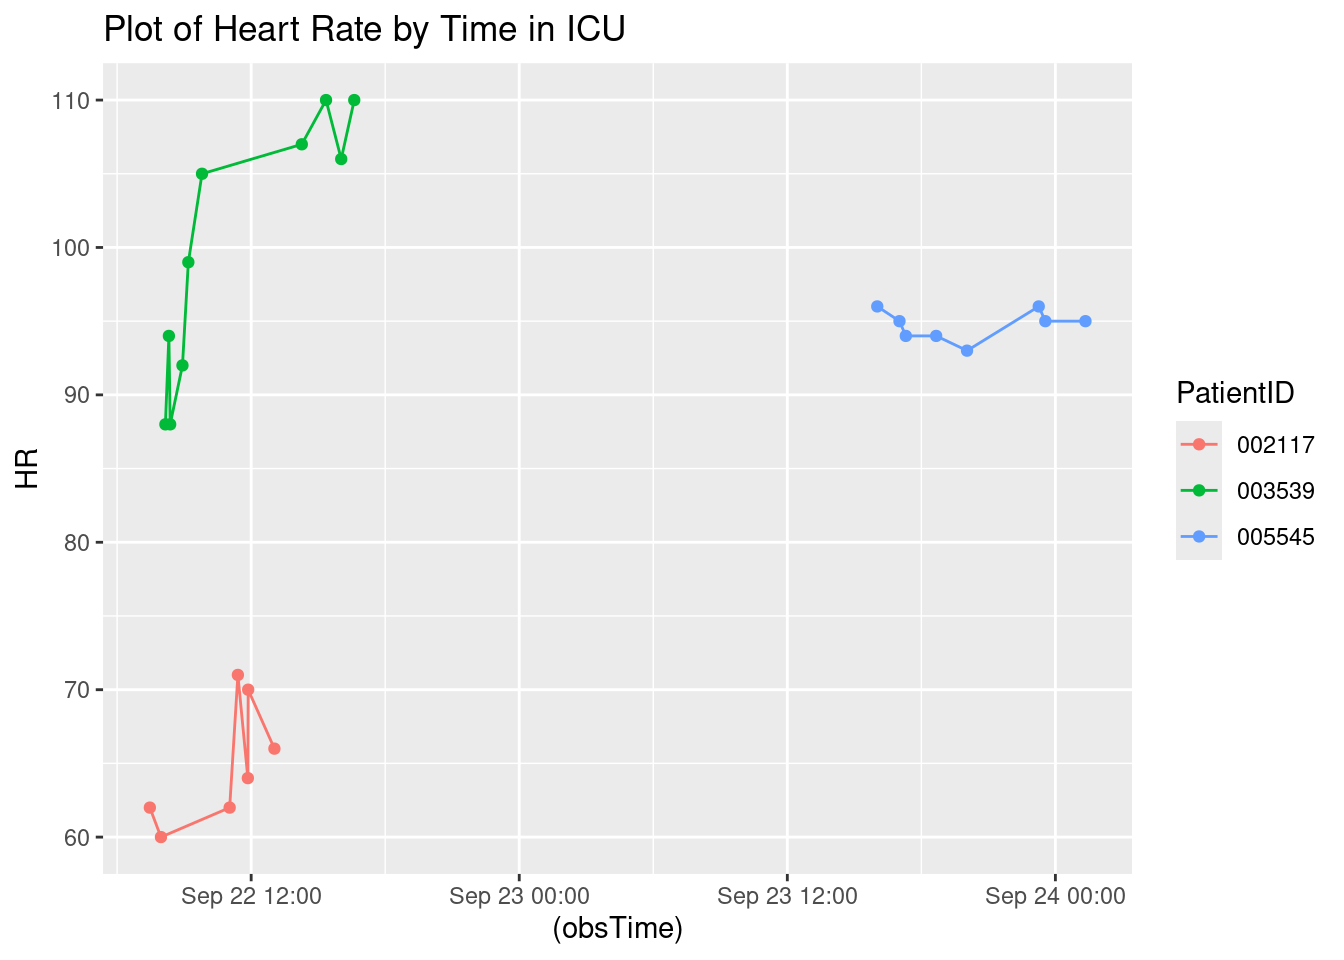 Plot of Heart Rate by Time in ICU
110
100
90
80
70
60
HR
Sep 22 12:00
Sep 23 00:00
Sep 23 12:00
Sep 24 00:00
(obsTime)
PatientID
002117
003539
005545